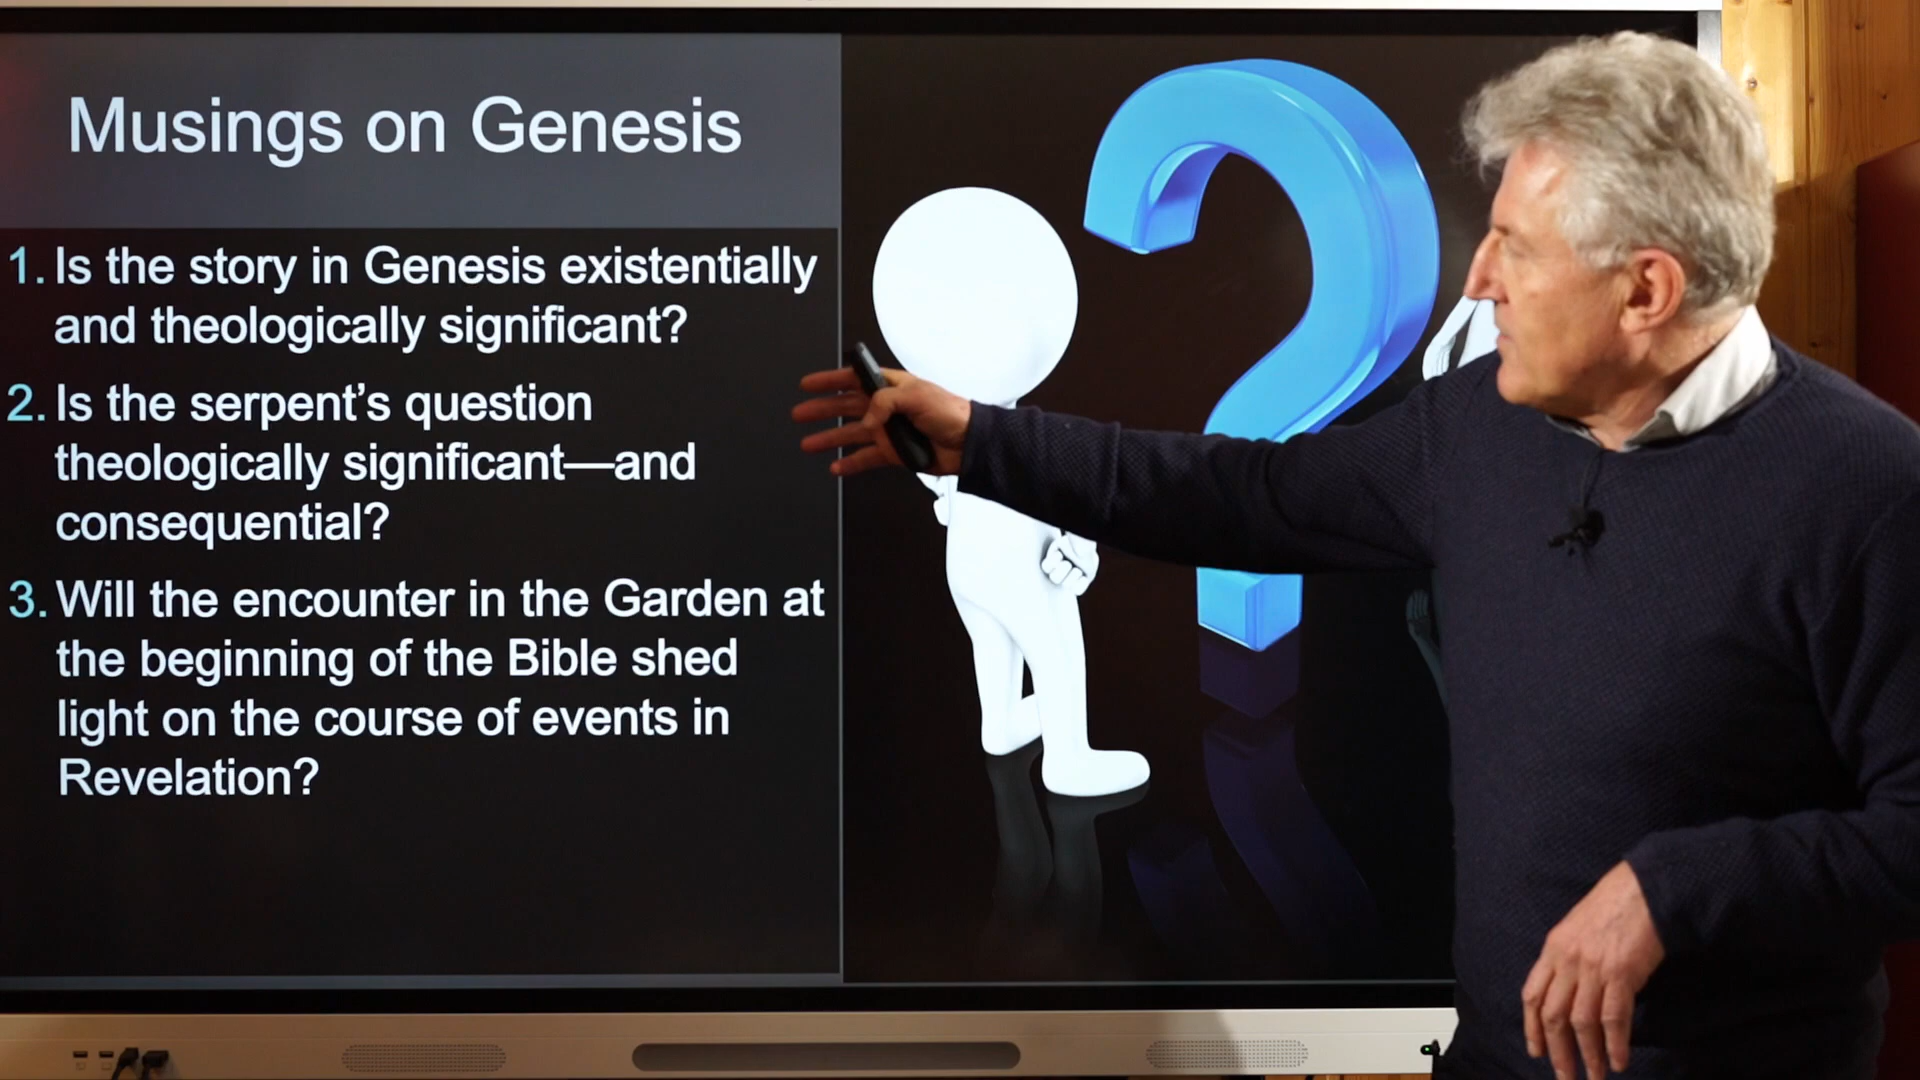 Musings on Genesis
1. Is the story in Genesis existentially
and theologically significant?
2. Is the serpent’s question
theologically significant—and
consequential?
3. Will the encounter in the Garden at
the beginning of the Bible shed
light on the course of events in
Revelation?